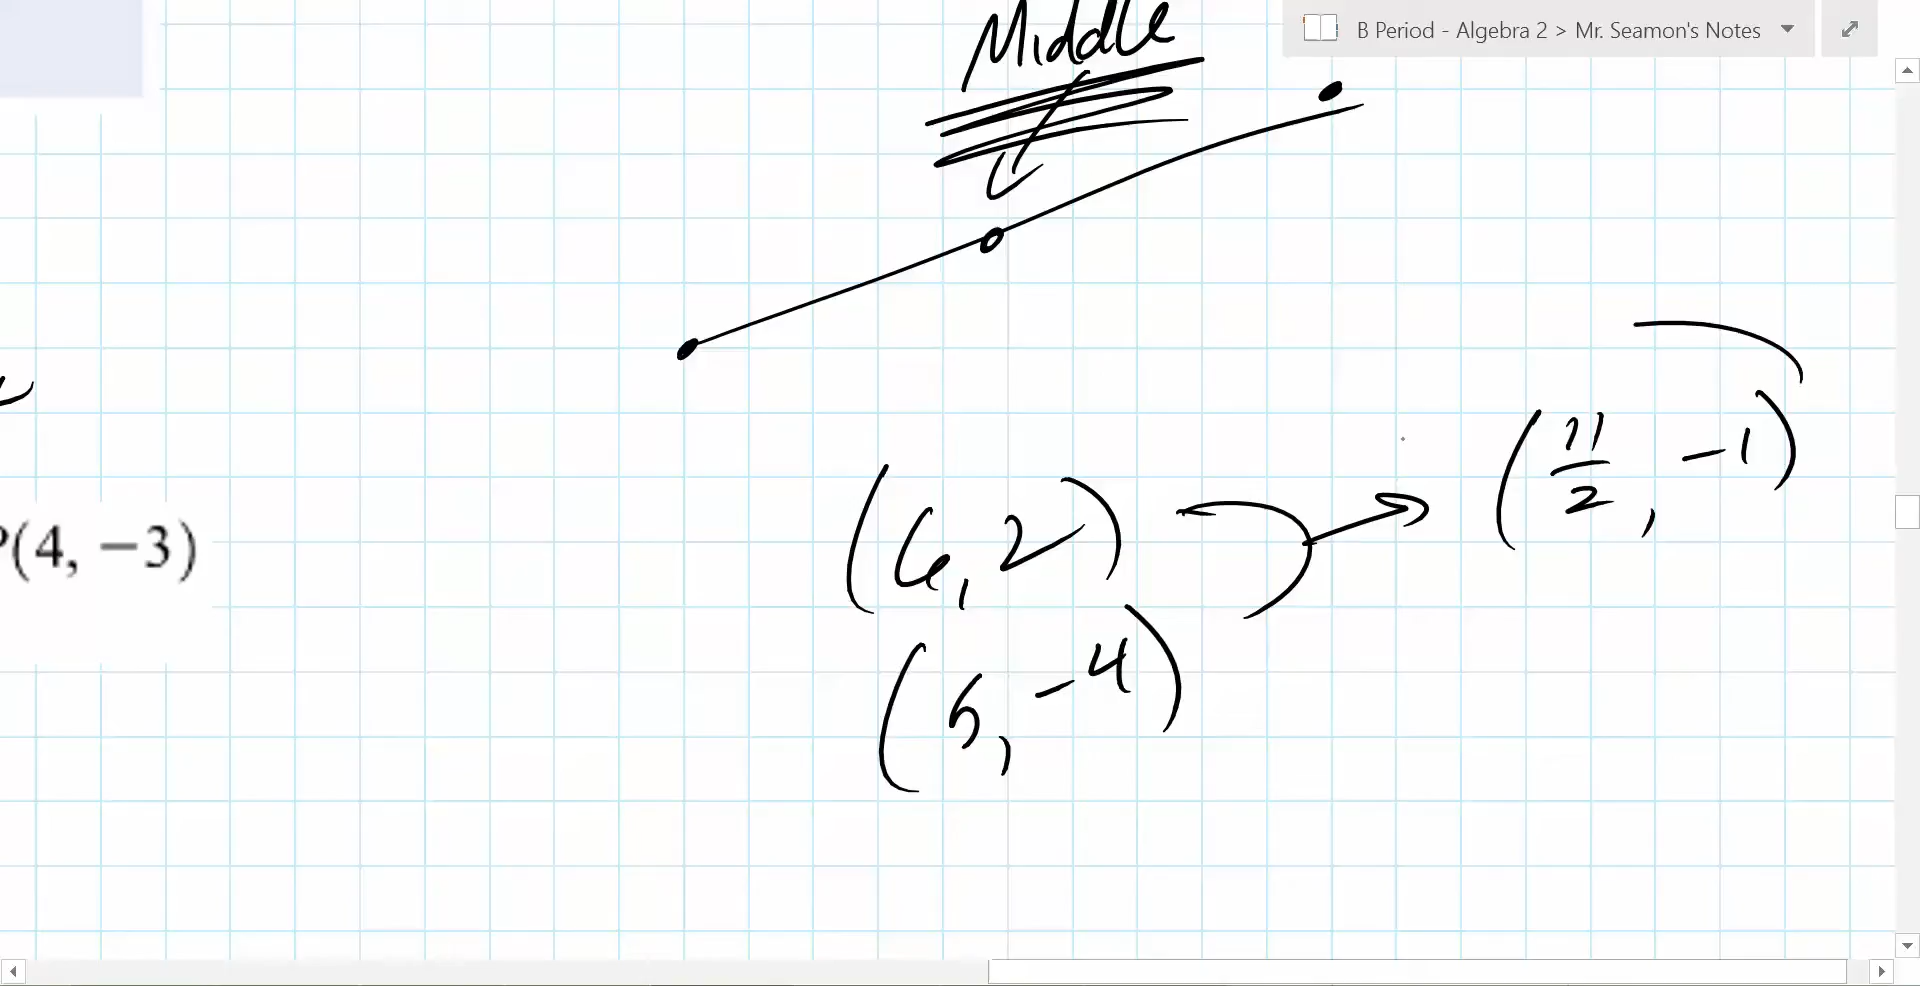 Middle
B Period - Algebra 2 > Mr. Seamon's Notes
(11/2, -1)
(6, 2)
(4, −3)
(5, -4)